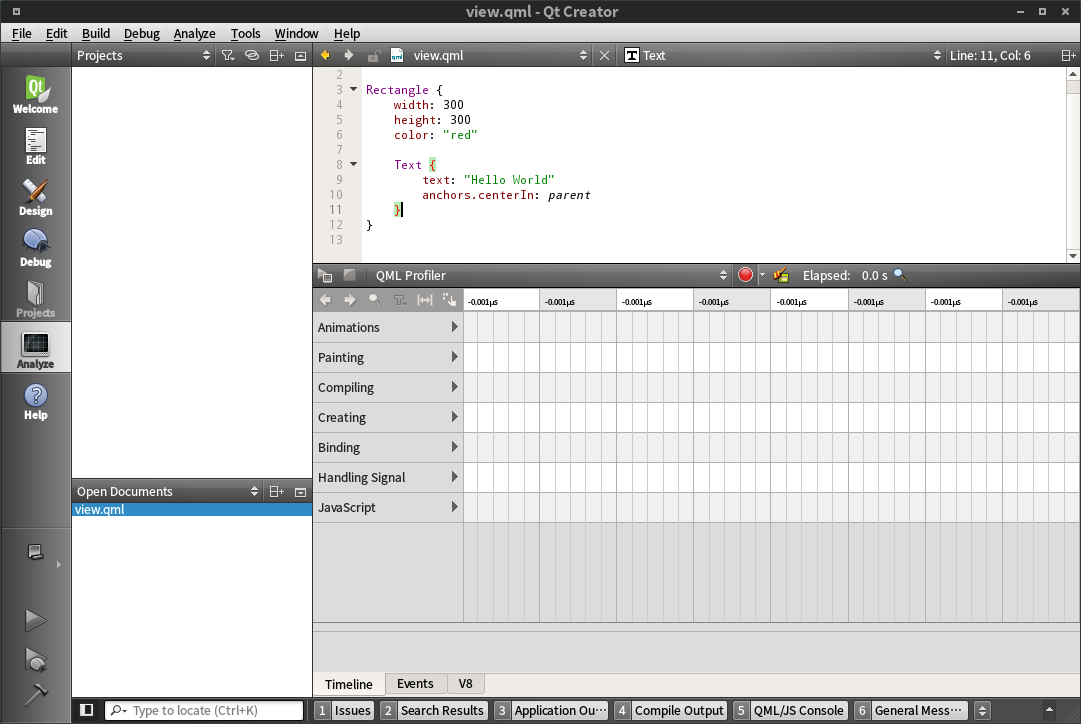 view.qml - Qt Creator
File Edit Build Debug Analyze Tools Window Help
Projects
view.qml
Text
Line: 11, Col: 6
Qt
Welcome
Edit
Design
Debug
Projects
Analyze
Help
2
3 Rectangle {
4 width: 300
5 height: 300
6 color: "red"
7
8 Text {
9 text: "Hello World"
10 anchors.centerIn: parent
11 }
12 }
13
QML Profiler
Elapsed: 0.0 s
-0.001µs -0.001µs -0.001µs -0.001µs -0.001µs -0.001µs -0.001µs -0.001µs
Animations
Painting
Compiling
Creating
Binding
Handling Signal
JavaScript
Open Documents
view.qml
Timeline Events V8
Type to locate (Ctrl+K)
1 Issues 2 Search Results 3 Application Ou··· 4 Compile Output 5 QML/JS Console 6 General Mess···